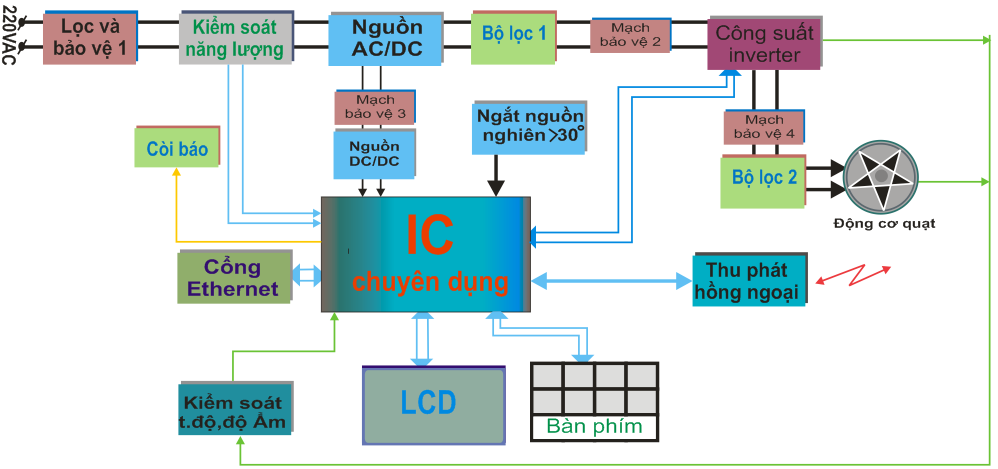 220VAC
Lọc và
bảo vệ 1
Kiểm soát
năng lượng
Nguồn
AC/DC
Bộ lọc 1
Mạch
bảo vệ 2
Công suất
inverter
Mạch
bảo vệ 3
Ngắt nguồn
nghiên>30°
Mạch
bảo vệ 4
Còi báo
Nguồn
DC/DC
Bộ lọc 2
Động cơ quạt
IC
chuyên dụng
Cổng
Ethernet
Thu phát
hồng ngoại
Kiểm soát
t.độ,độ Ẩm
LCD
Bàn phím